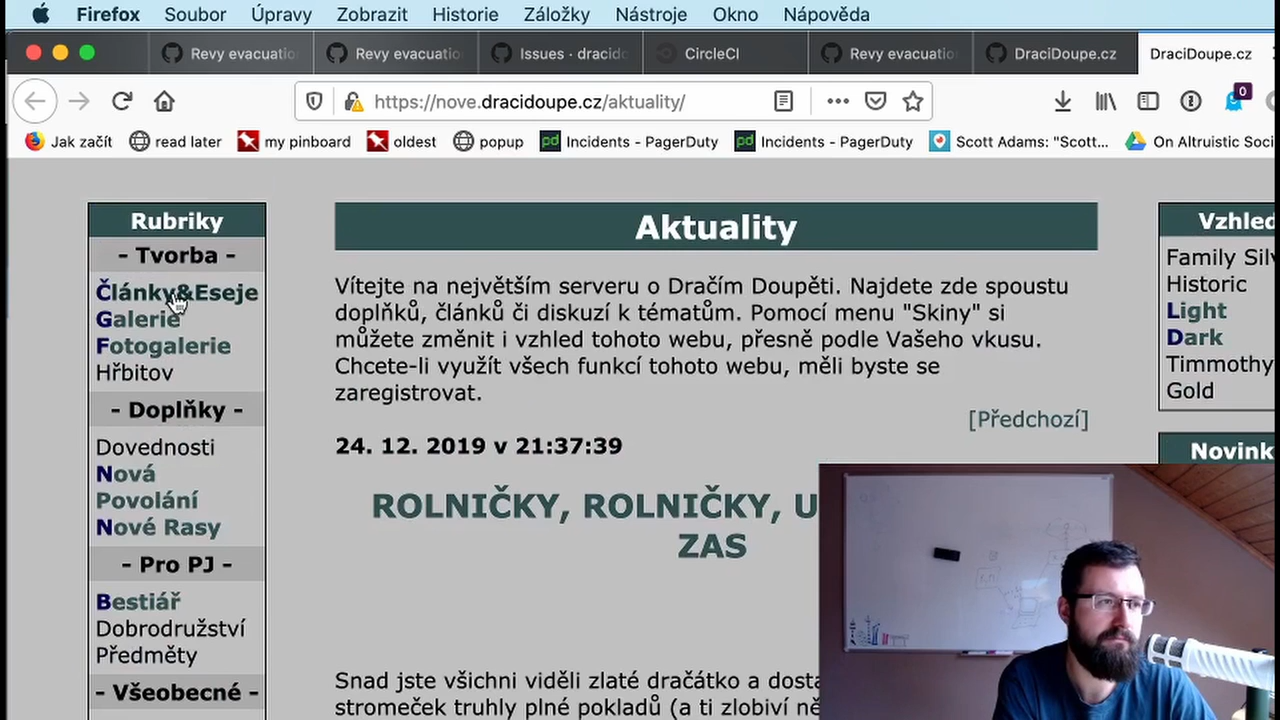 Firefox Soubor Úpravy Zobrazit Historie Záložky Nástroje Okno Nápověda
Revy evacuatio Revy evacuatio Issues · dracido CircleCI Revy evacuatio DraciDoupe.cz DraciDoupe.cz
https://nove.dracidoupe.cz/aktuality/ 0
Jak začít read later my pinboard oldest popup pd Incidents - PagerDuty pd Incidents - PagerDuty Scott Adams: "Scott... On Altruistic Soci
Rubriky
- Tvorba -
Články&Eseje
Galerie
Fotogalerie
Hřbitov
- Doplňky -
Dovednosti
Nová
Povolání
Nové Rasy
- Pro PJ -
Bestiář
Dobrodružství
Předměty
- Všeobecné -
Aktuality
Vítejte na největším serveru o Dračím Doupěti. Najdete zde spoustu
doplňků, článků či diskuzí k tématům. Pomocí menu "Skiny" si
můžete změnit i vzhled tohoto webu, přesně podle Vašeho vkusu.
Chcete-li využít všech funkcí tohoto webu, měli byste se
zaregistrovat.
[Předchozí]
24. 12. 2019 v 21:37:39
ROLNIČKY, ROLNIČKY, U
ZAS
Snad jste všichni viděli zlaté dračátko a dosta
stromeček truhly plné pokladů (a ti zlobiví ně
Vzhled
Family Silv
Historic
Light
Dark
Timmothy
Gold
Novink